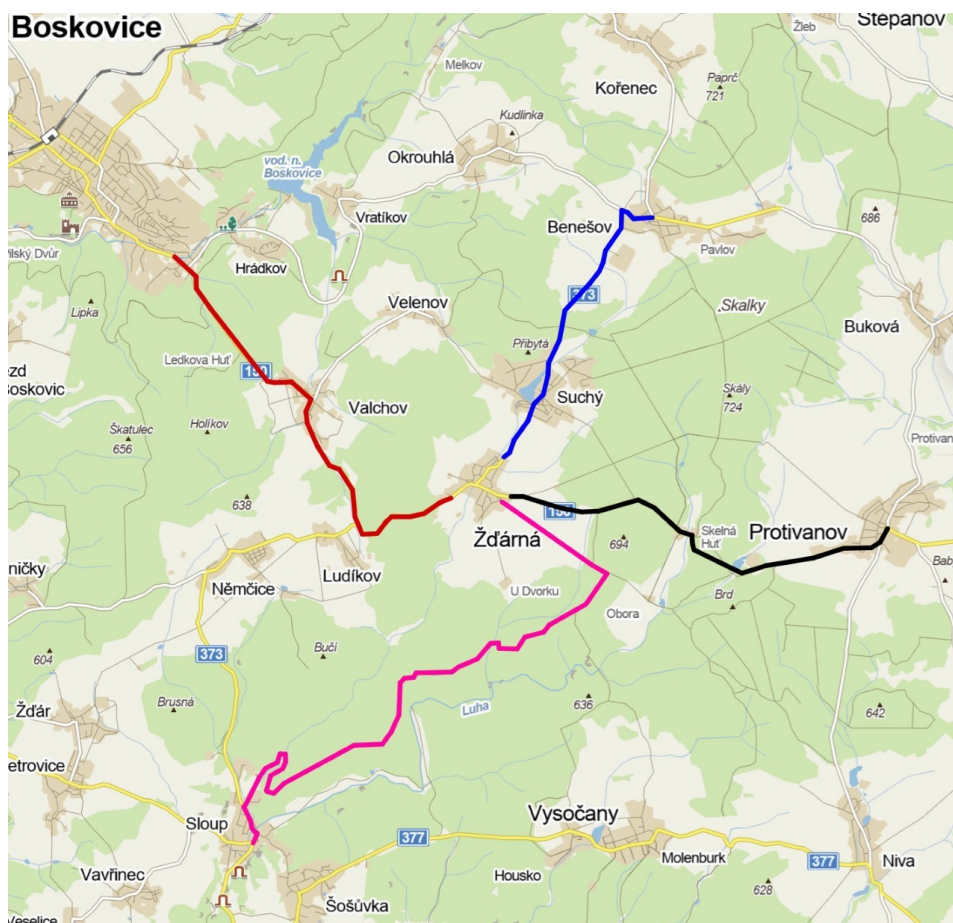 Boskovice
Štěpánov
Žleb
Melkov
Kořenec
Paprč
721
Kudlinka
vod. n.
Boskovice
Okrouhlá
Vratíkov
Benešov
686
Pavlov
Pilský Dvůr
Hrádkov
Velenov
373
Skalky
Lipka
Buková
Přibytá
Ledkova Huť
150
zd
Boskovic
Suchý
Skály
724
Valchov
Škatulec
656
Holíkov
Protivan
638
150
Žďárná
694
Skelná
Huť
Protivanov
ničky
Němčice
Ludíkov
U Dvorku
Obora
Brd
Bab
604
373
Bučí
Brusná
Luha
636
642
Žďár
etrovice
Sloup
Vysočany
377
Molenburk
377
Niva
Vavřinec
Housko
628
Šošůvka
Veselice